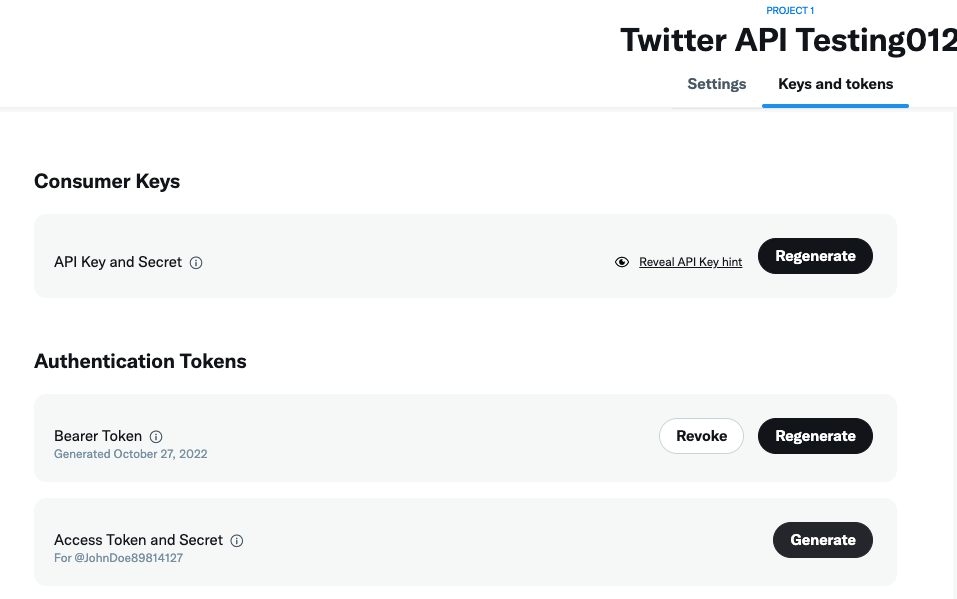 PROJECT 1
Twitter API Testing012
Settings
Keys and tokens
Consumer Keys
API Key and Secret
Reveal API Key hint
Regenerate
Authentication Tokens
Bearer Token
Generated October 27, 2022
Revoke
Regenerate
Access Token and Secret
For @JohnDoe89814127
Generate